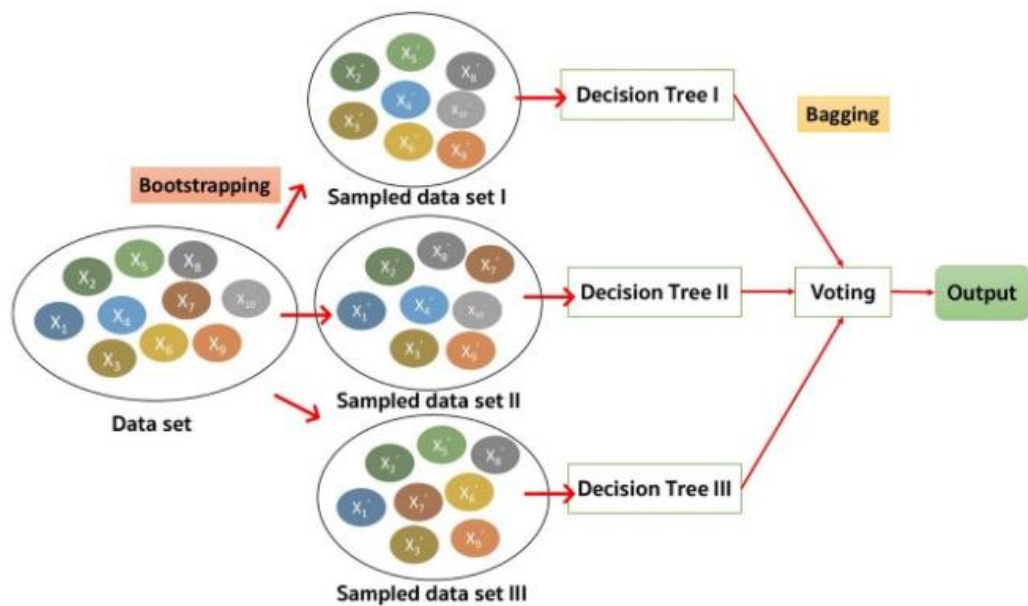 Bootstrapping
X₂
X₅
X₈
X₁
X₄
X₇
X₁₀
X₃
X₆
X₉
Data set
X₂´
X₅´
X₈´
X₄´
X₁₀
X₃´
X₆´
X₉´
Sampled data set I
X₂´
X₈´
X₇´
X₁´
X₄´
X₁₀´
X₃´
X₉´
Sampled data set II
X₂´
X₅´
X₈´
X₁´
X₇´
X₆´
X₃´
X₉´
Sampled data set III
Decision Tree I
Decision Tree II
Decision Tree III
Bagging
Voting
Output